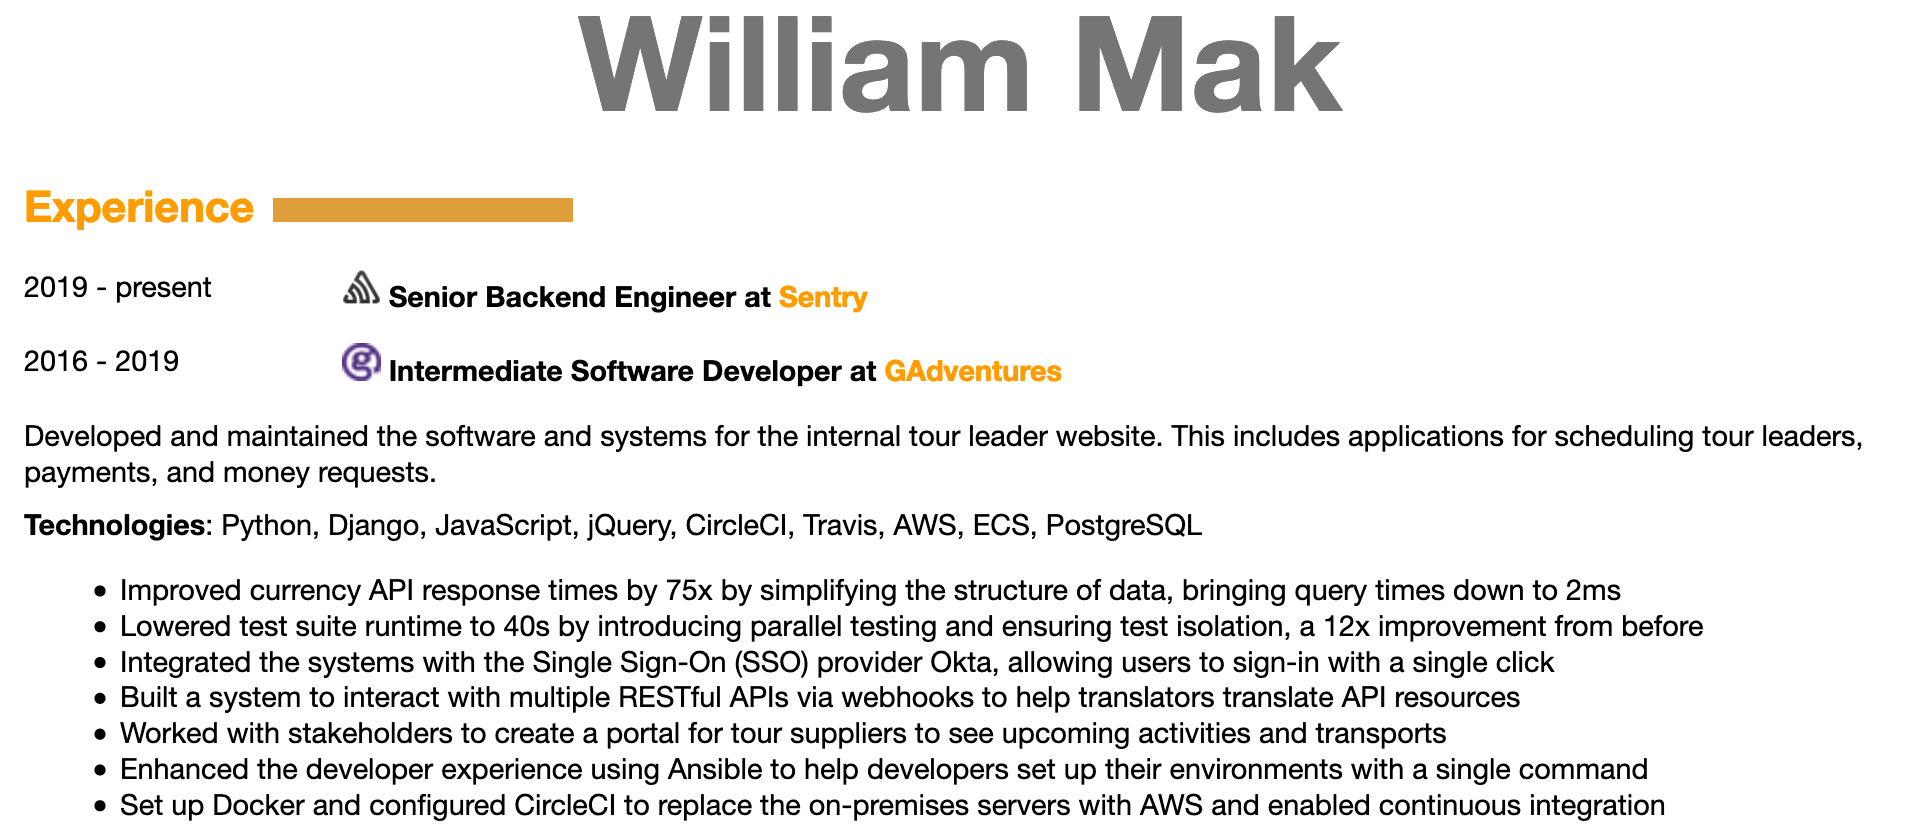 William Mak
Experience
2019 - present
Senior Backend Engineer at Sentry
2016 - 2019
Intermediate Software Developer at GAdventures
Developed and maintained the software and systems for the internal tour leader website. This includes applications for scheduling tour leaders,
payments, and money requests.
Technologies: Python, Django, JavaScript, jQuery, CircleCI, Travis, AWS, ECS, PostgreSQL
• Improved currency API response times by 75x by simplifying the structure of data, bringing query times down to 2ms
• Lowered test suite runtime to 40s by introducing parallel testing and ensuring test isolation, a 12x improvement from before
• Integrated the systems with the Single Sign-On (SSO) provider Okta, allowing users to sign-in with a single click
• Built a system to interact with multiple RESTful APIs via webhooks to help translators translate API resources
• Worked with stakeholders to create a portal for tour suppliers to see upcoming activities and transports
• Enhanced the developer experience using Ansible to help developers set up their environments with a single command
• Set up Docker and configured CircleCI to replace the on-premises servers with AWS and enabled continuous integration